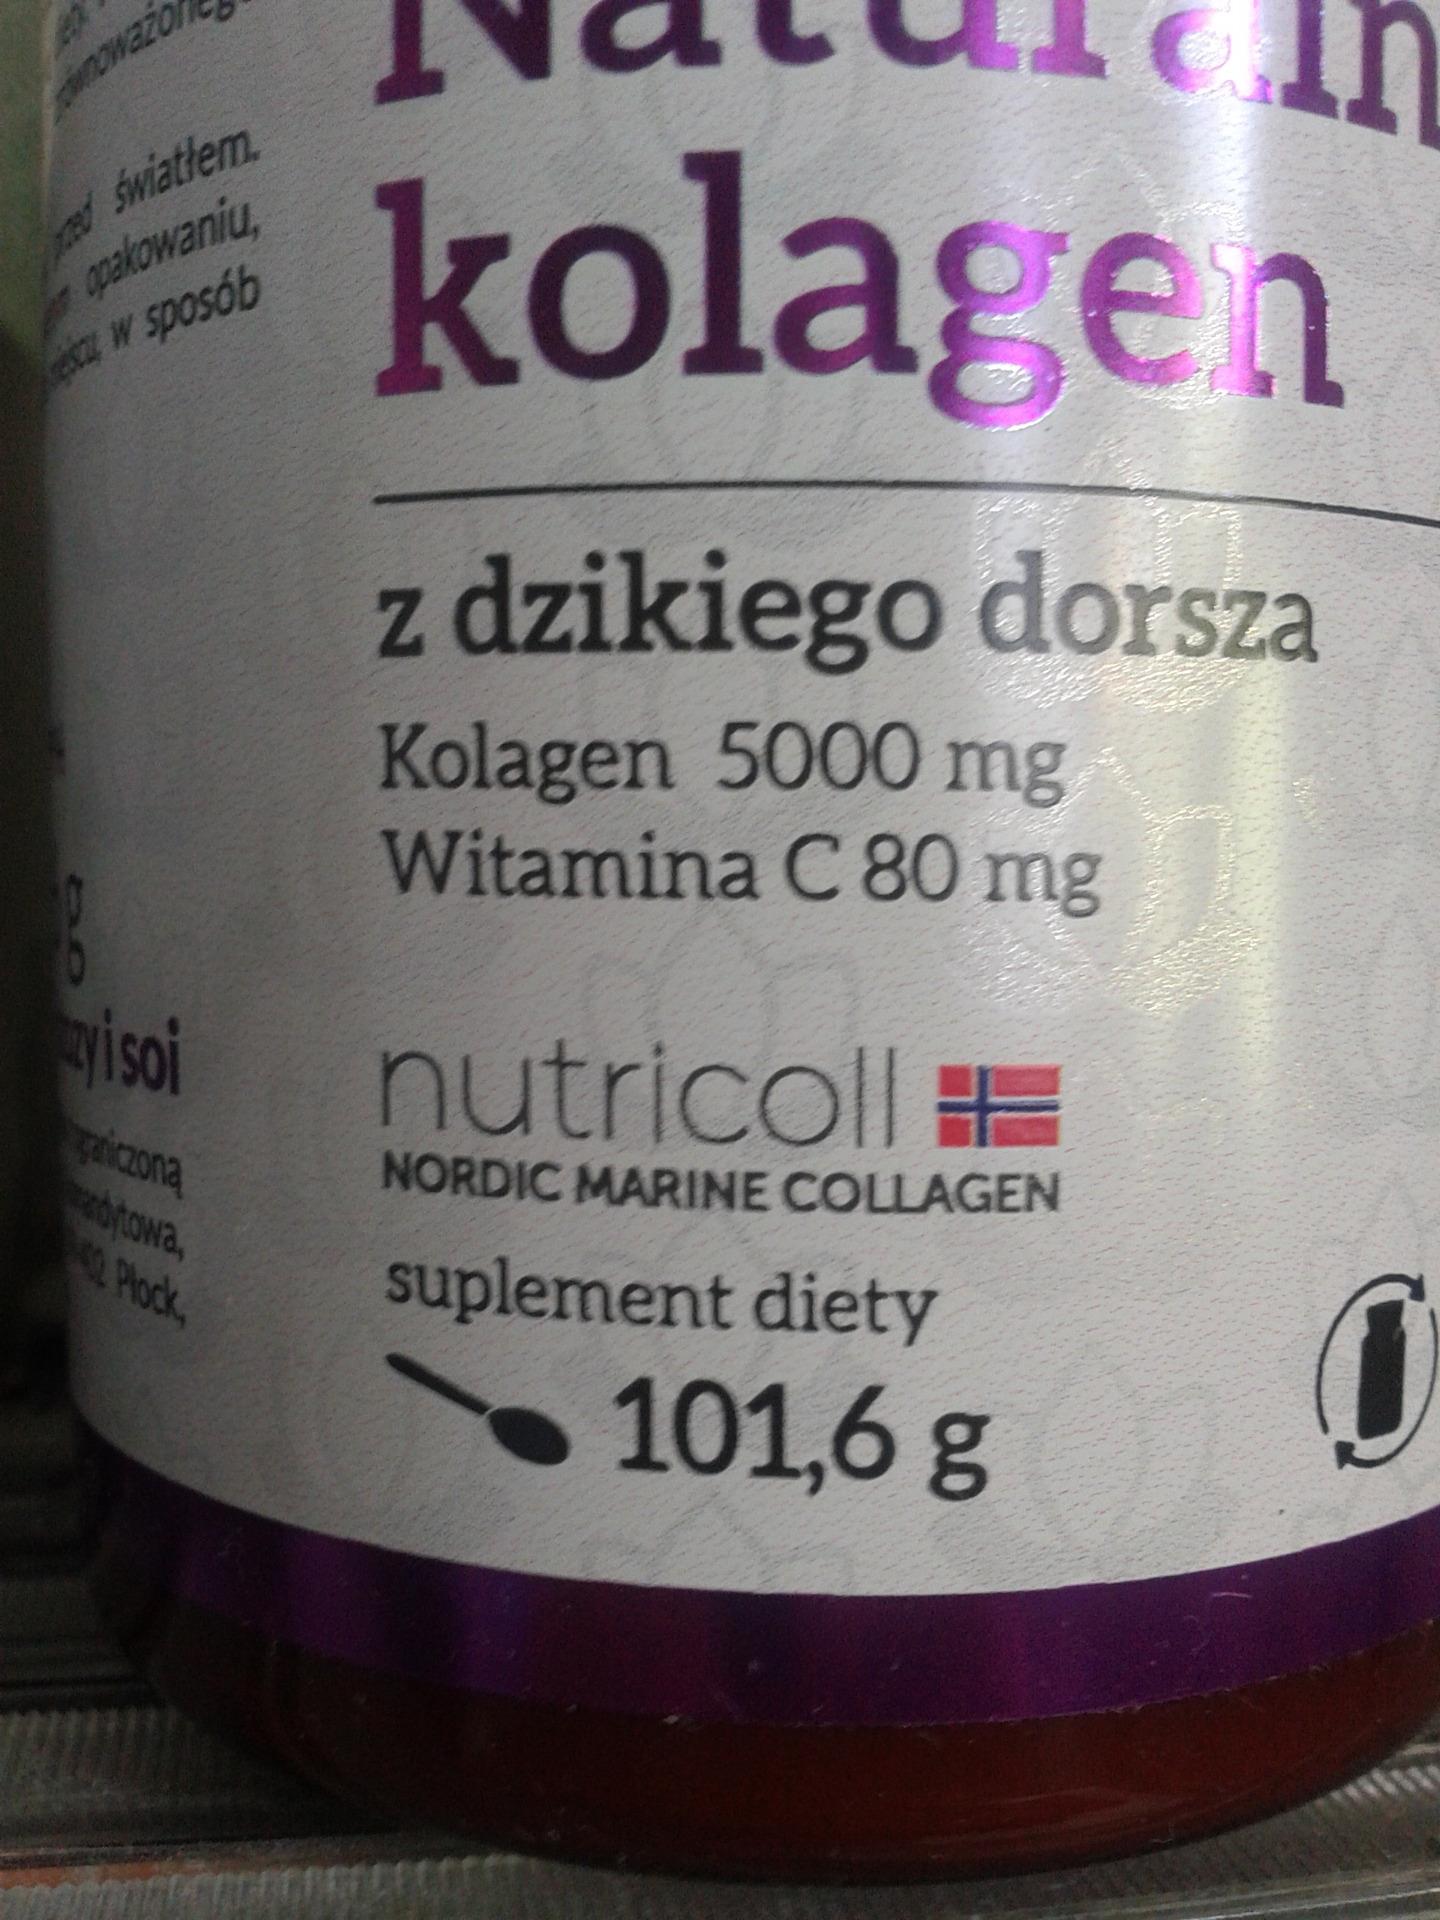 światłem.
opakowaniu,
w sposób
g
i soi
Płock,
kolagen
z dzikiego dorsza
Kolagen 5000 mg
Witamina C 80 mg
nutricoll
NORDIC MARINE COLLAGEN
suplement diety
101,6 g